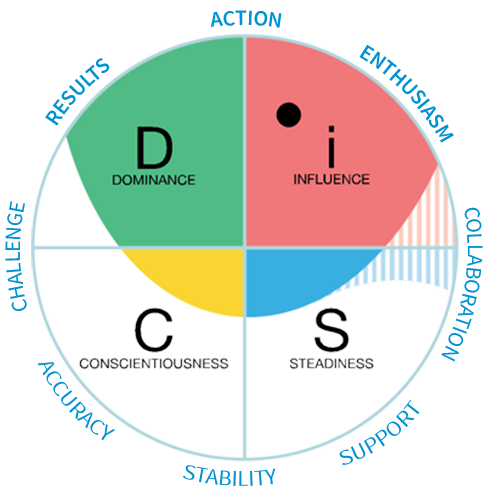 ACTION
RESULTS
ENTHUSIASM
D
DOMINANCE
i
INFLUENCE
CHALLENGE
COLLABORATION
C
CONSCIENTIOUSNESS
S
STEADINESS
ACCURACY
SUPPORT
STABILITY